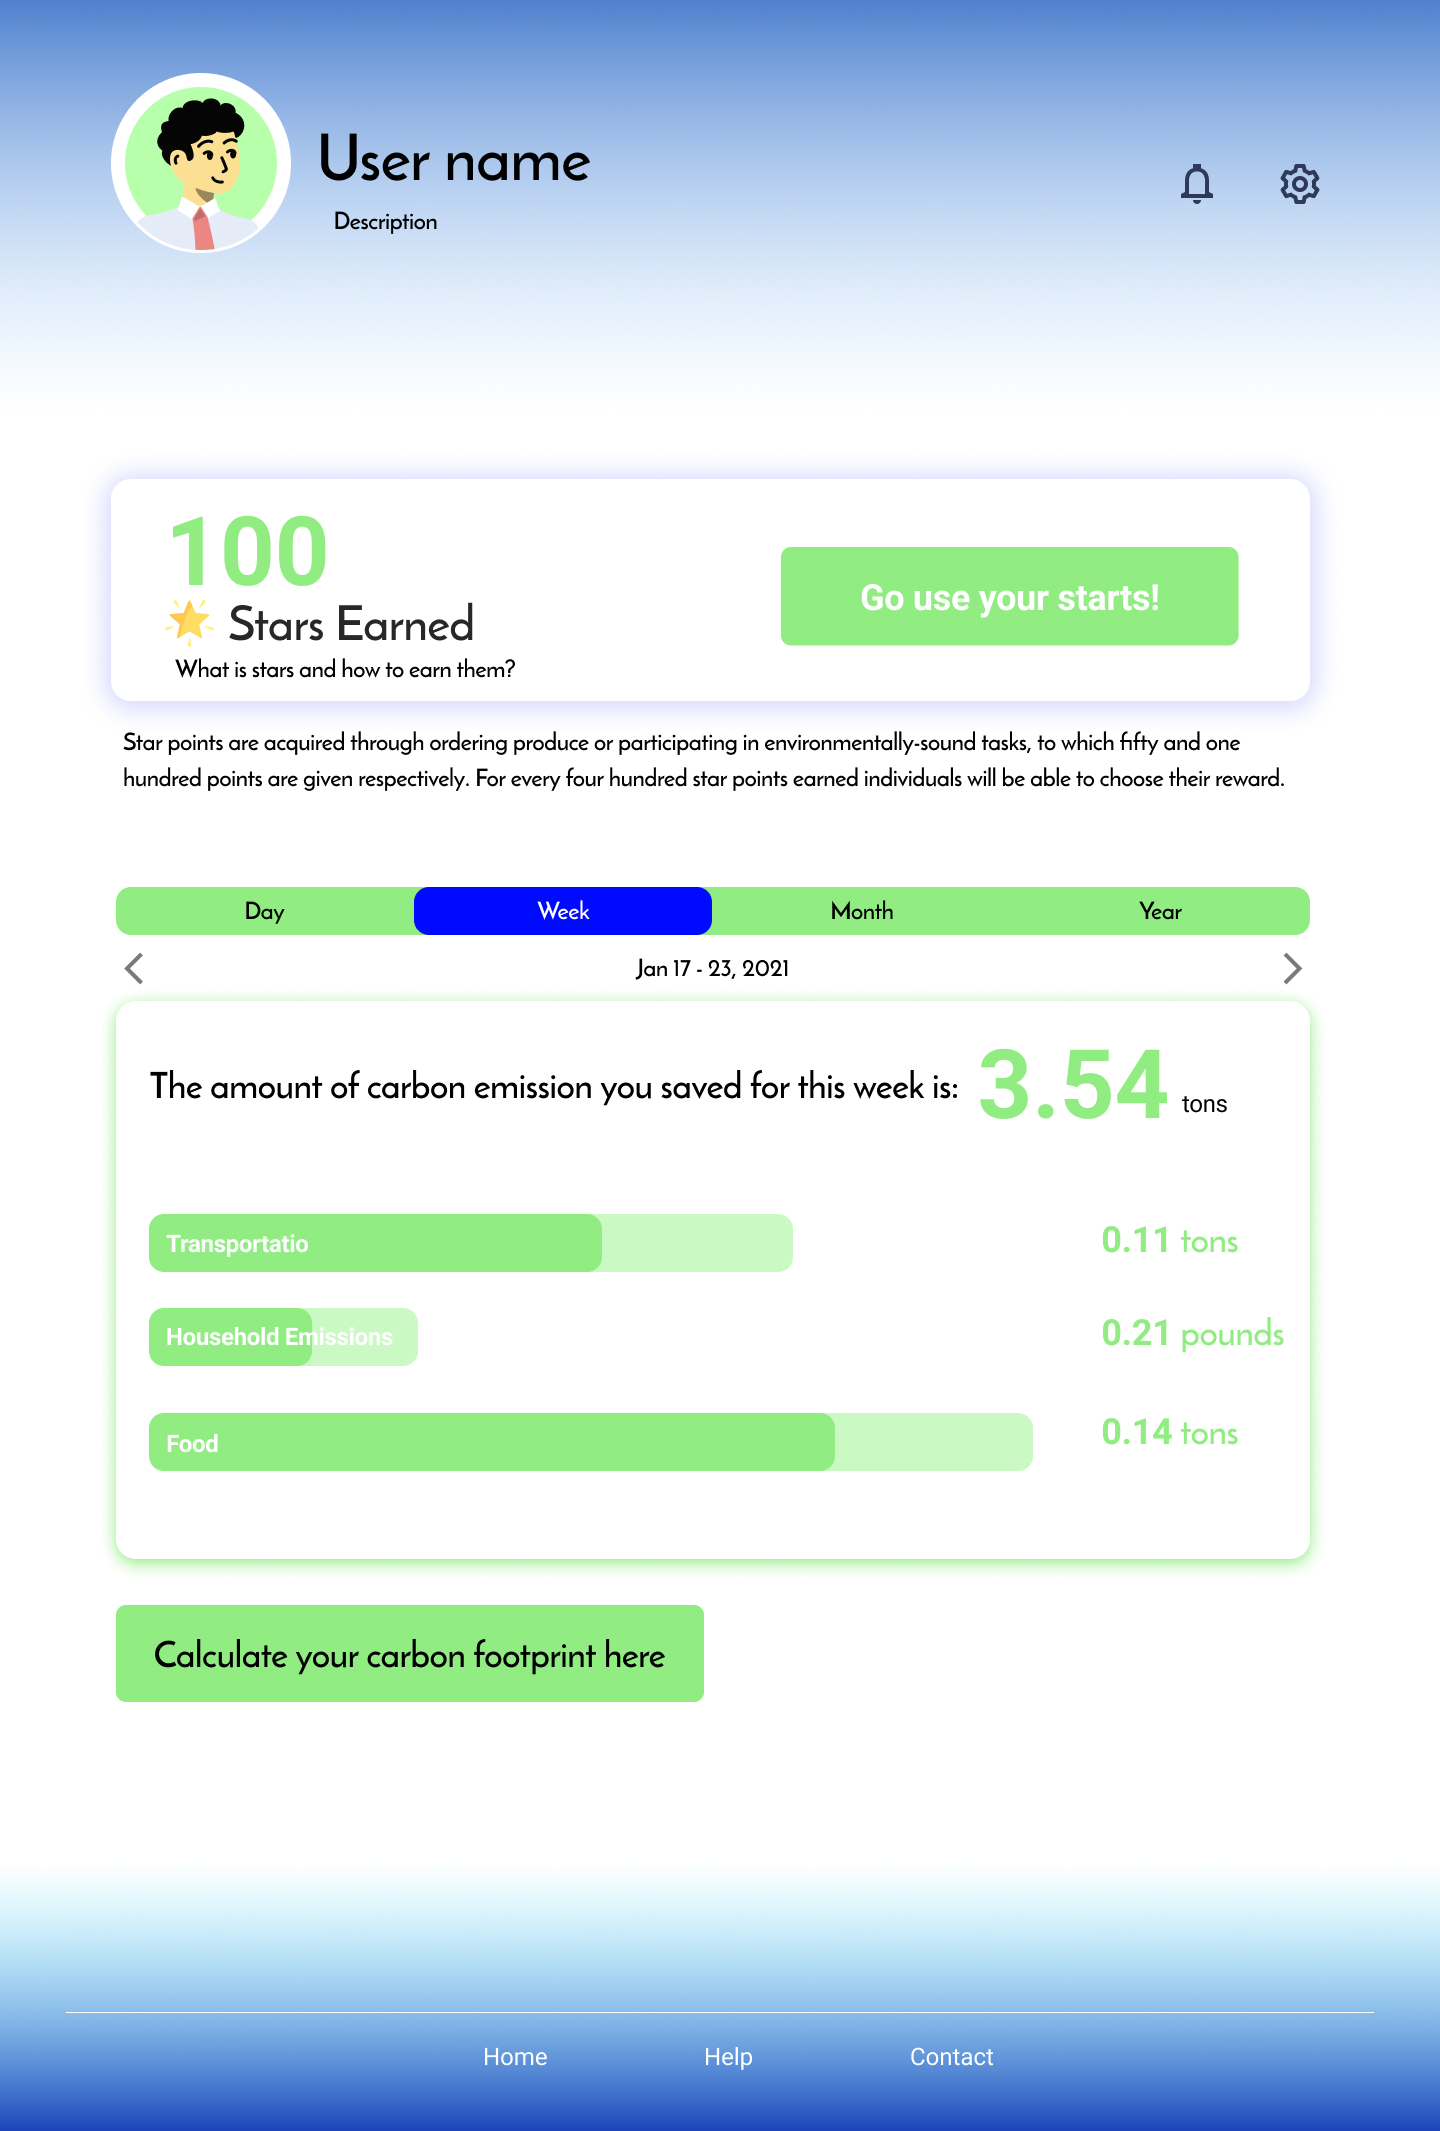 User name
Description
100
Stars Earned
Go use your starts!
What is stars and how to earn them?
Star points are acquired through ordering produce or participating in environmentally-sound tasks, to which fifty and one
hundred points are given respectively. For every four hundred star points earned individuals will be able to choose their reward.
Day Week Month Year
Jan 17 - 23, 2021
The amount of carbon emission you saved for this week is: 3.54 tons
Transportatio 0.11 tons
Household Emissions 0.21 pounds
Food 0.14 tons
Calculate your carbon footprint here
Home Help Contact